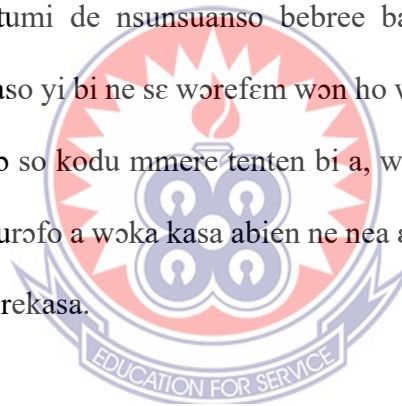 tumi de nsunsuanso bebree ba
aso yi bi ne sɛ wɔrefɛm wɔn ho w
ɔ so kodu mmere tenten bi a, w
urɔfo a wɔka kasa abien ne nea ɛ
rekasa.
EDUCATION FOR SERVICE